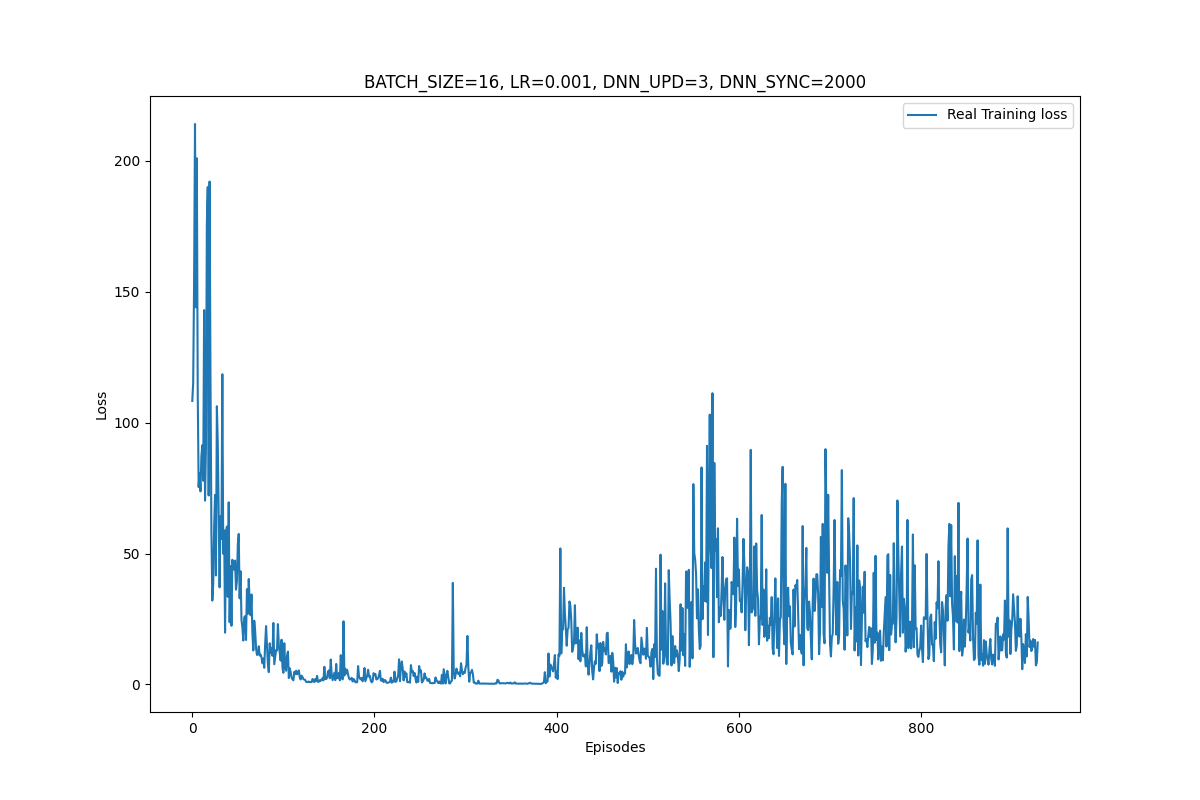 BATCH_SIZE=16, LR=0.001, DNN_UPD=3, DNN_SYNC=2000
Real Training loss
200
150
100
50
0
Loss
0 200 400 600 800
Episodes